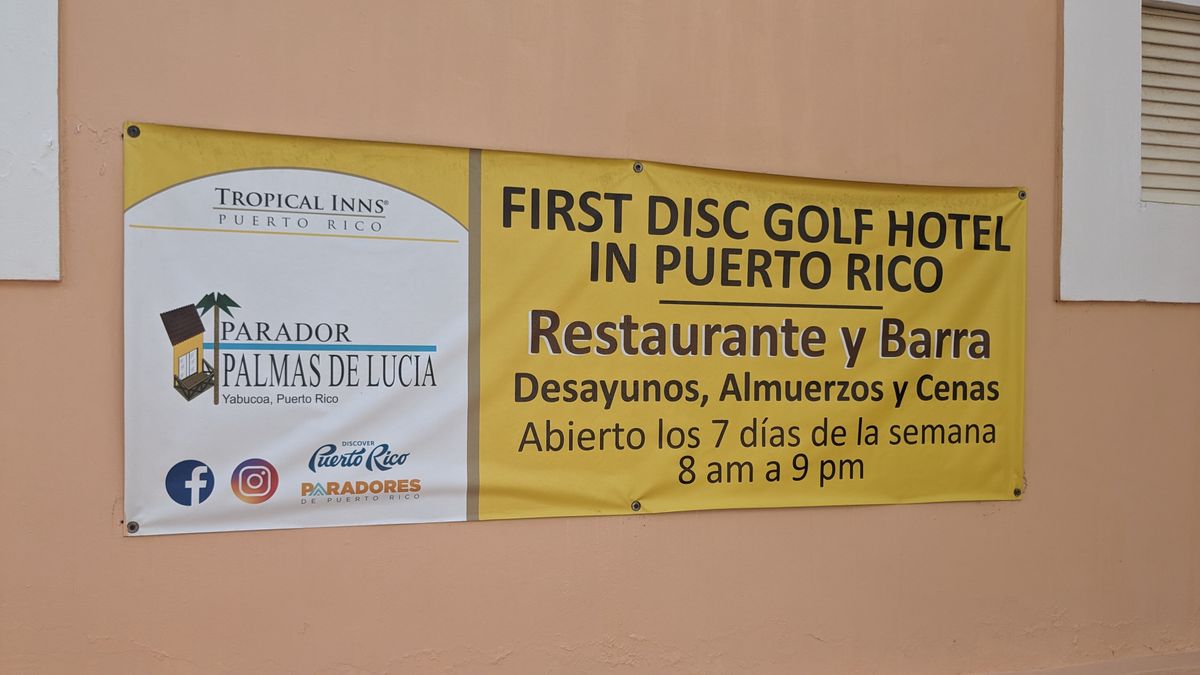 TROPICAL INNS®
PUERTO RICO
PARADOR
PALMAS DE LUCIA
Yabucoa, Puerto Rico
DISCOVER
Puerto Rico
PARADORES
DE PUERTO RICO
FIRST DISC GOLF HOTEL
IN PUERTO RICO
Restaurante y Barra
Desayunos, Almuerzos y Cenas
Abierto los 7 días de la semana
8 am a 9 pm